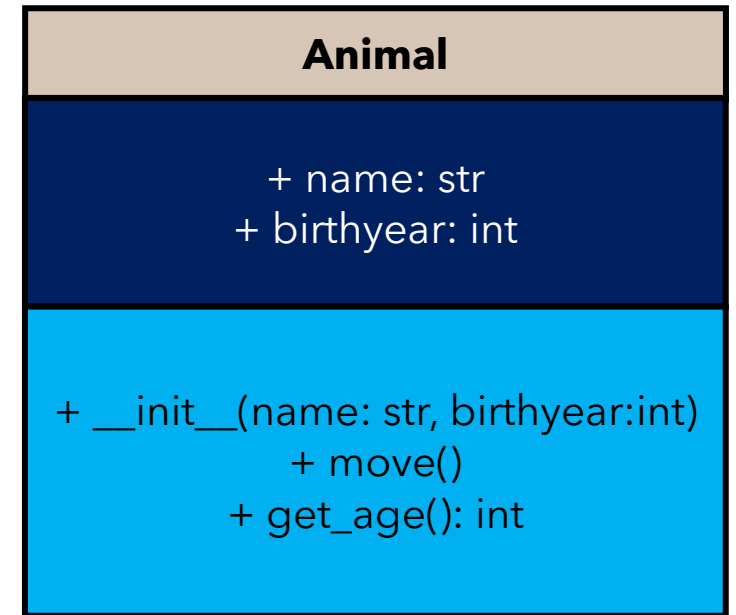 Animal
+ name: str
+ birthyear: int
+ __init__(name: str, birthyear:int)
+ move()
+ get_age(): int